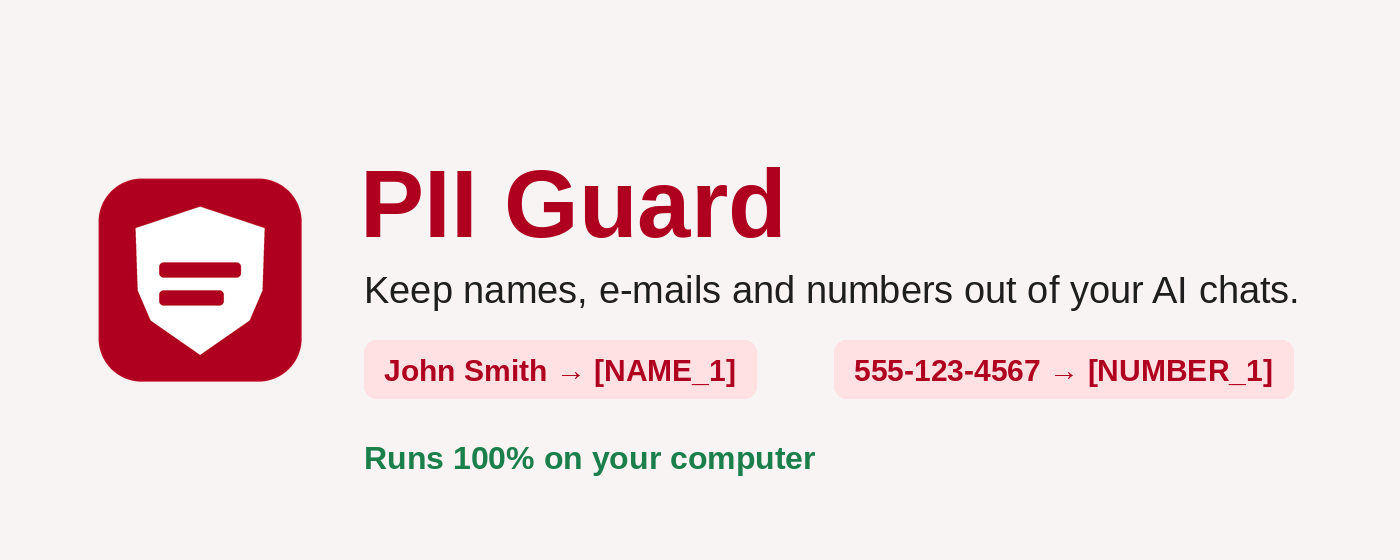 PII Guard
Keep names, e-mails and numbers out of your AI chats.
John Smith → [NAME_1]
555-123-4567 → [NUMBER_1]
Runs 100% on your computer